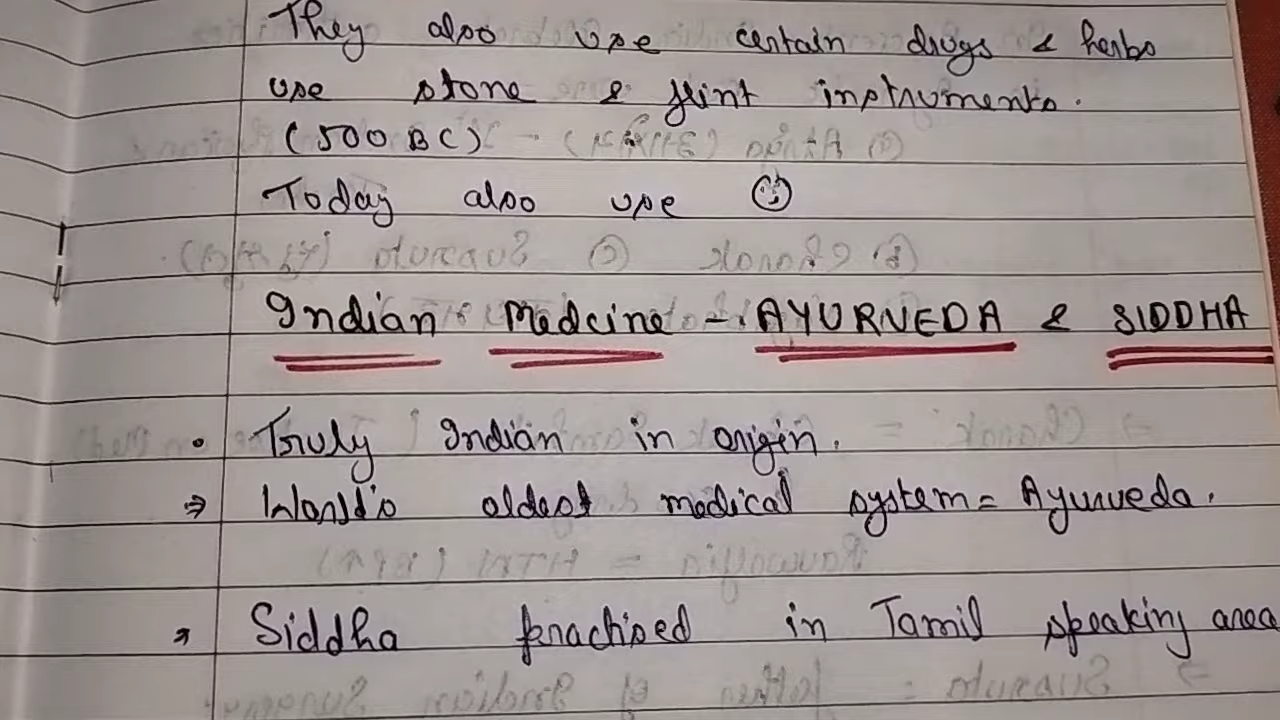 They also use certain drugs & herbs
use stone & flint instruments.
(500 BC)
Today also use
Indian Medcine - AYURVEDA & SIDDHA
• Truly Indian in origin.
⇒ World's oldest medical system = Ayurveda.
⇒ Siddha practised in Tamil speaking area